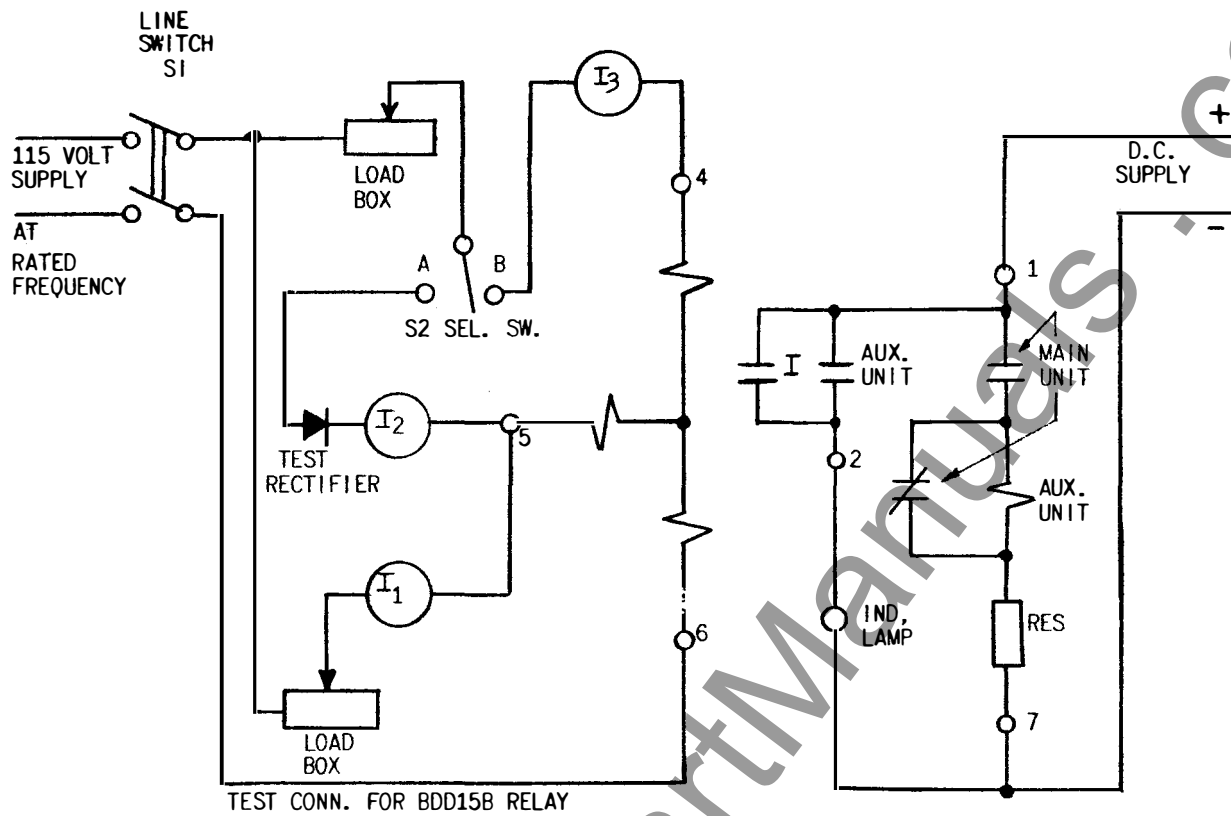 LINE
SWITCH
S1
115 VOLT
SUPPLY
AT
RATED
FREQUENCY
LOAD
BOX
I3
4
A
B
S2 SEL. SW.
TEST
RECTIFIER
I2
5
I1
LOAD
BOX
6
TEST CONN. FOR BDD15B RELAY
+
D.C.
SUPPLY
-
1
I
AUX.
UNIT
MAIN
UNIT
2
AUX.
UNIT
IND,
LAMP
RES
7